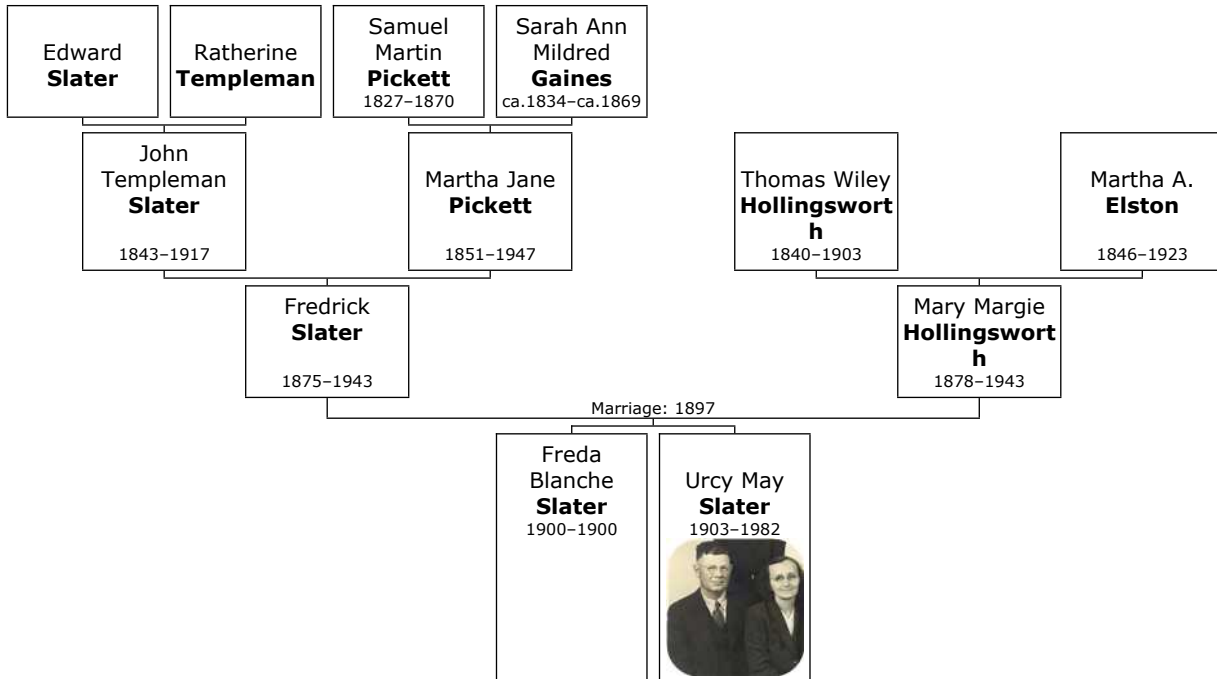 Edward
Slater
Ratherine
Templeman
Samuel
Martin
Pickett
1827–1870
Sarah Ann
Mildred
Gaines
ca.1834–ca.1869
John
Templeman
Slater
1843–1917
Martha Jane
Pickett
1851–1947
Thomas Wiley
Hollingswort
h
1840–1903
Martha A.
Elston
1846–1923
Fredrick
Slater
1875–1943
Mary Margie
Hollingswort
h
1878–1943
Marriage: 1897
Freda
Blanche
Slater
1900–1900
Urcy May
Slater
1903–1982